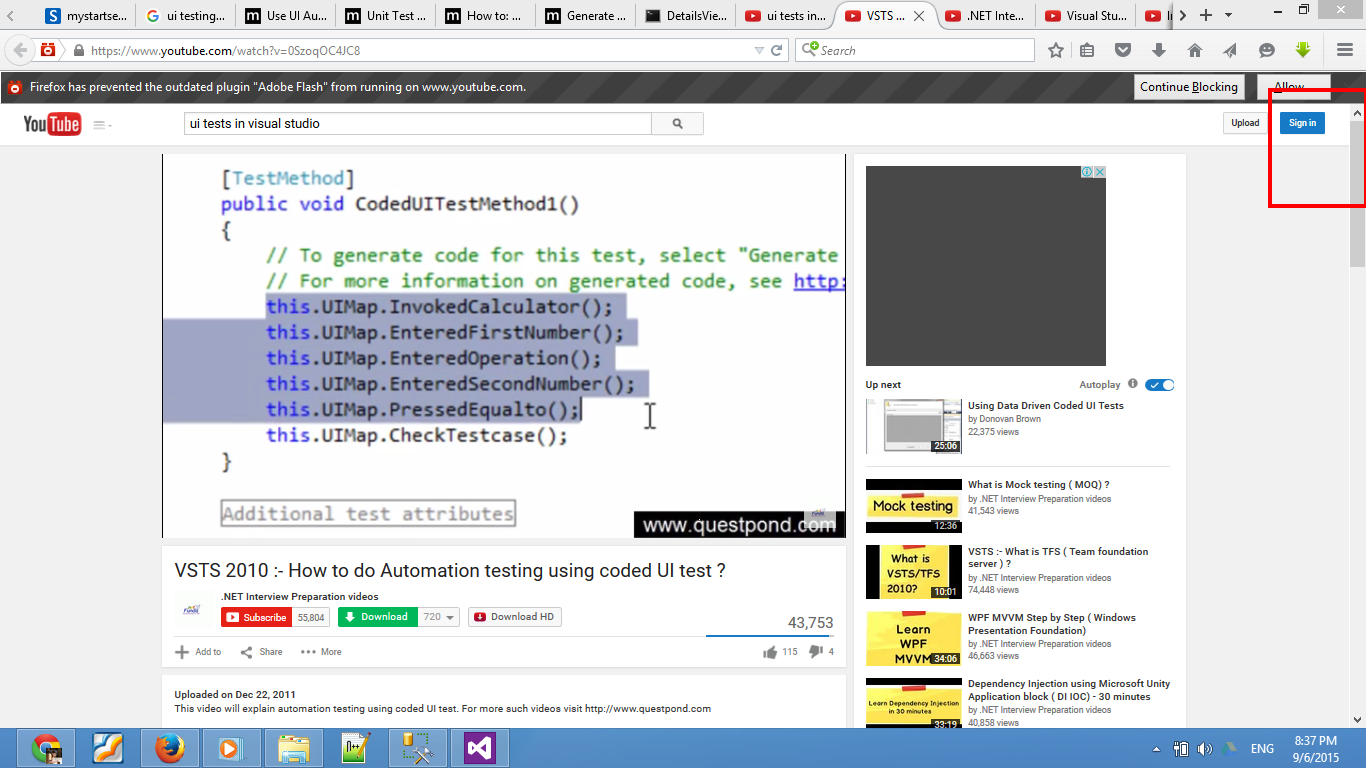 mystartse...
ui testing...
Use UI Au...
Unit Test ...
How to: ...
Generate ...
DetailsVie...
ui tests in...
VSTS ...
.NET Inte...
Visual Stu...
https://www.youtube.com/watch?v=0SzoqOC4JC8
Search
Firefox has prevented the outdated plugin "Adobe Flash" from running on www.youtube.com.
Continue Blocking
Allow...
YouTube
ui tests in visual studio
Upload
Sign in
[TestMethod]
public void CodedUITestMethod1()
{
// To generate code for this test, select "Generate
// For more information on generated code, see http:
this.UIMap.InvokedCalculator();
this.UIMap.EnteredFirstNumber();
this.UIMap.EnteredOperation();
this.UIMap.EnteredSecondNumber();
this.UIMap.PressedEqualto();
this.UIMap.CheckTestcase();
}
Additional test attributes
www.questpond.com
VSTS 2010 :- How to do Automation testing using coded UI test ?
.NET Interview Preparation videos
Subscribe
55,804
Download
720
Download HD
43,753
Add to
Share
More
115
4
Uploaded on Dec 22, 2011
This video will explain automation testing using coded UI test. For more such videos visit http://www.questpond.com
Up next
Autoplay
25:06
Using Data Driven Coded UI Tests
by Donovan Brown
22,375 views
Mock testing
12:36
What is Mock testing ( MOQ) ?
by .NET Interview Preparation videos
41,543 views
What is
VSTS/TFS
2010?
10:01
VSTS :- What is TFS ( Team foundation
server ) ?
by .NET Interview Preparation videos
74,448 views
Learn
WPF
MVVM
34:06
WPF MVVM Step by Step ( Windows
Presentation Foundation)
by .NET Interview Preparation videos
46,663 views
Learn Dependency Injection
in 30 minutes
33:19
Dependency Injection using Microsoft Unity
Application block ( DI IOC) - 30 minutes
by .NET Interview Preparation videos
40,858 views
ENG
8:37 PM
9/6/2015